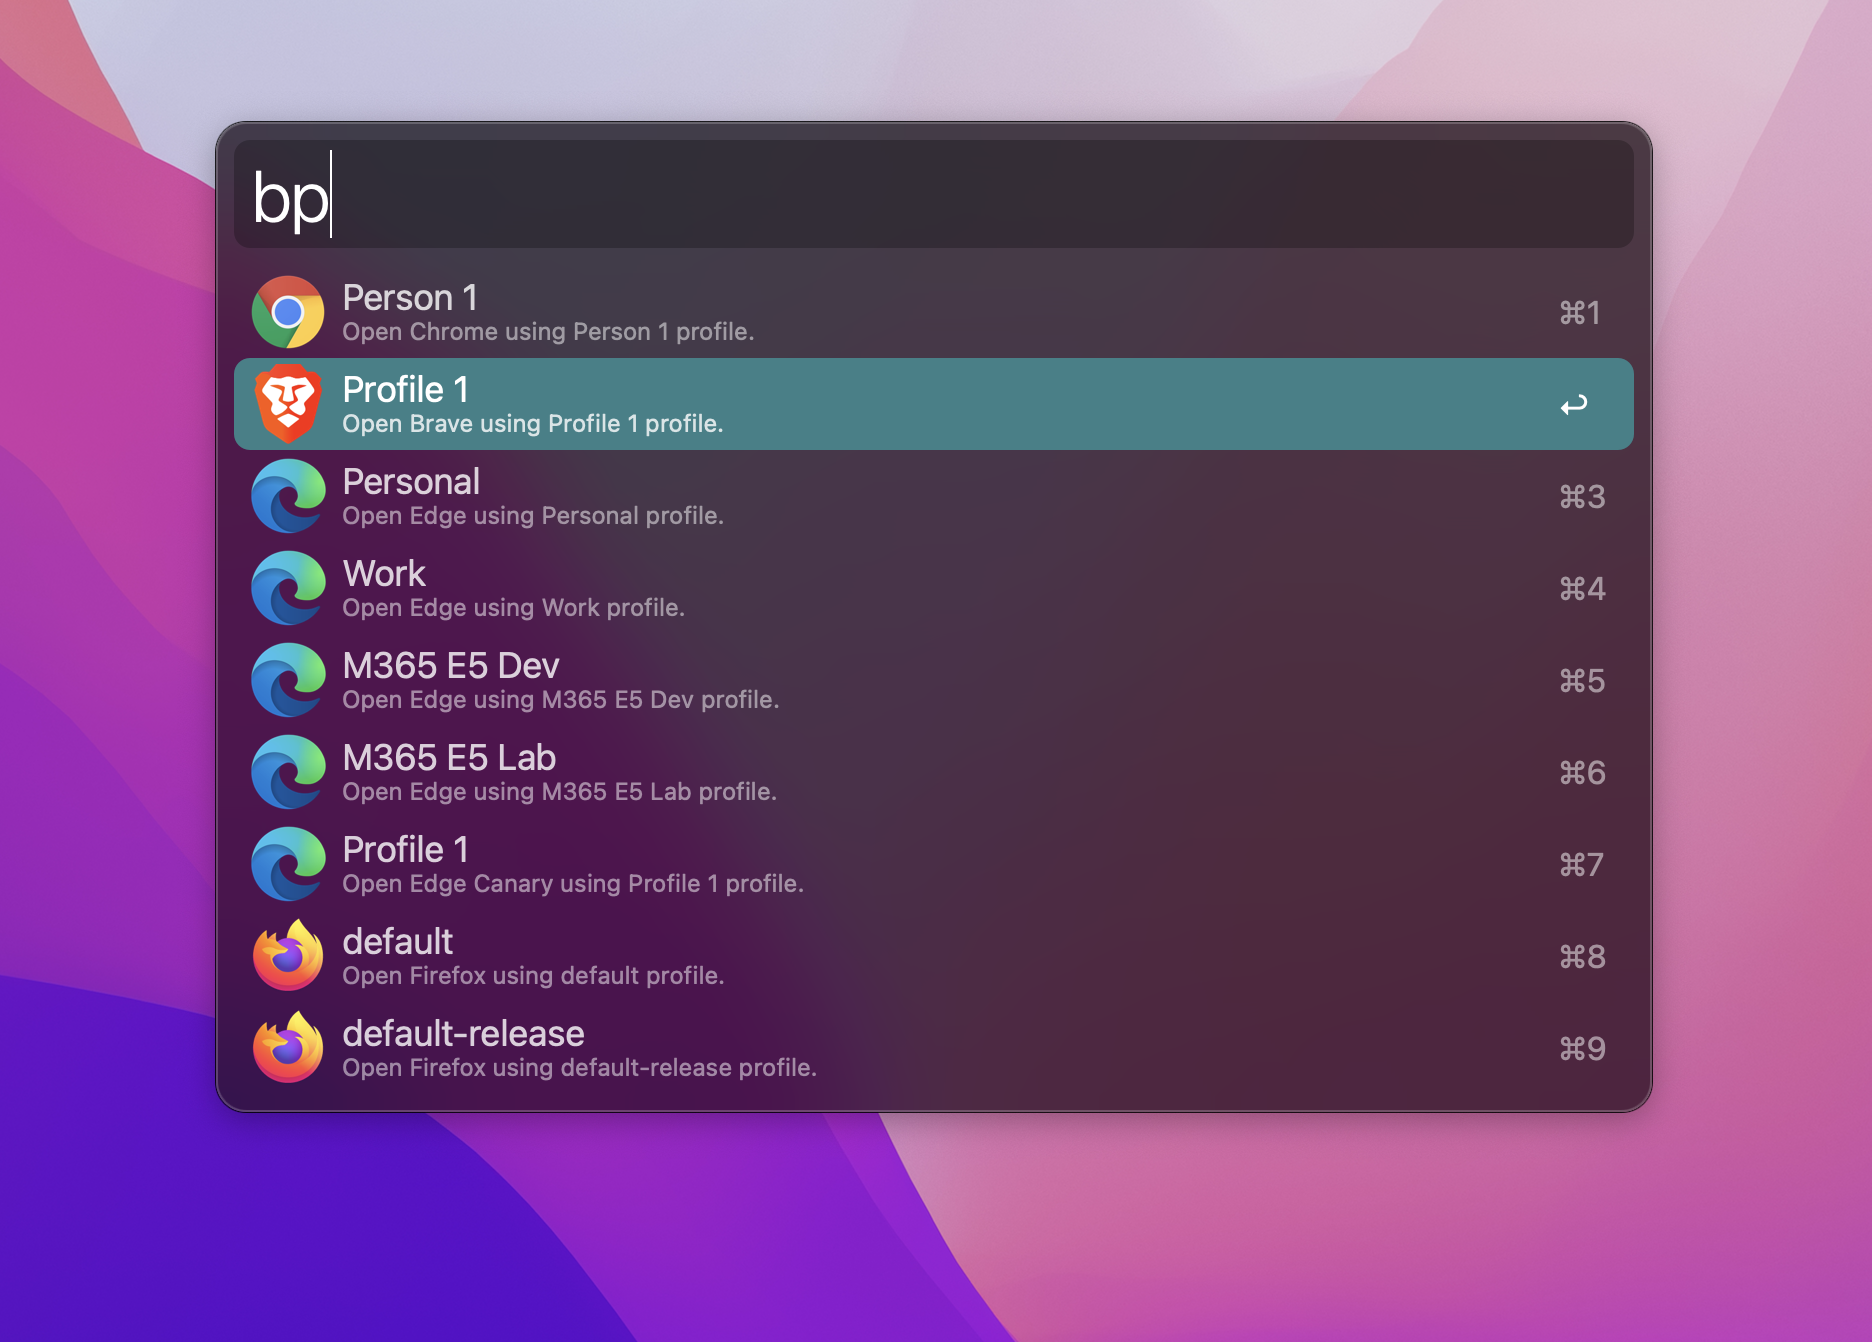 bp
Person 1
Open Chrome using Person 1 profile.
⌘1
Profile 1
Open Brave using Profile 1 profile.
Personal
Open Edge using Personal profile.
⌘3
Work
Open Edge using Work profile.
⌘4
M365 E5 Dev
Open Edge using M365 E5 Dev profile.
⌘5
M365 E5 Lab
Open Edge using M365 E5 Lab profile.
⌘6
Profile 1
Open Edge Canary using Profile 1 profile.
⌘7
default
Open Firefox using default profile.
⌘8
default-release
Open Firefox using default-release profile.
⌘9